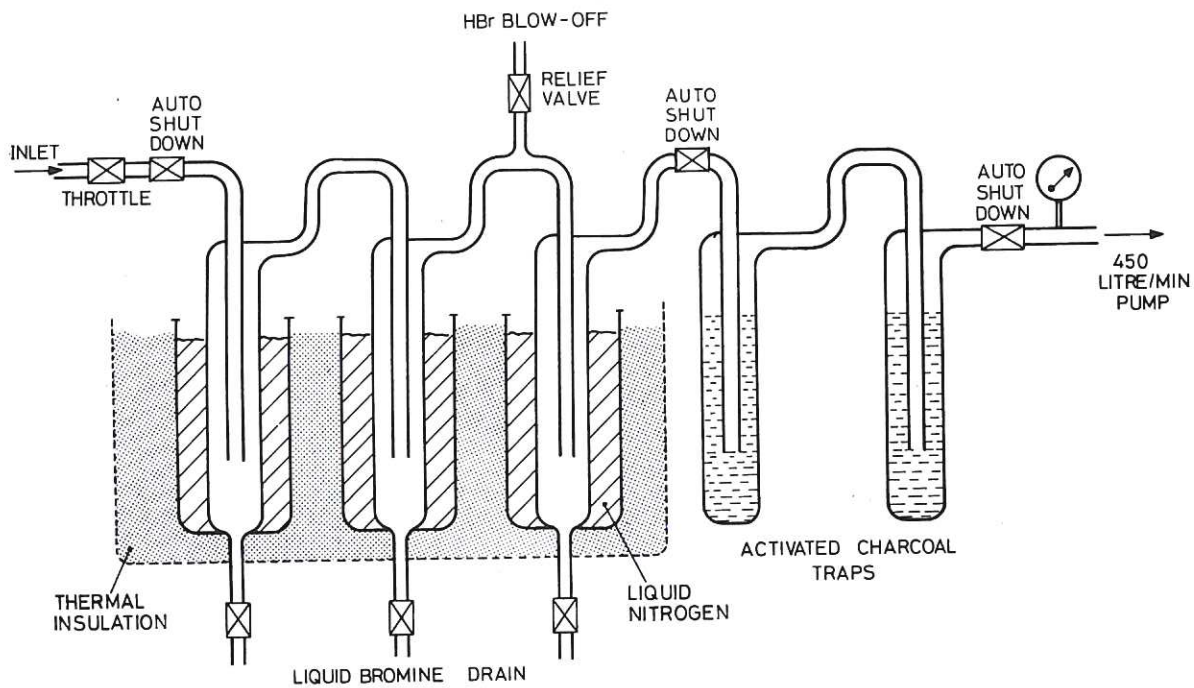 HBr BLOW-OFF
RELIEF
VALVE
AUTO
SHUT
DOWN
INLET
THROTTLE
AUTO
SHUT
DOWN
AUTO
SHUT
DOWN
450
LITRE/MIN
PUMP
ACTIVATED CHARCOAL
TRAPS
THERMAL
INSULATION
LIQUID
NITROGEN
LIQUID BROMINE DRAIN